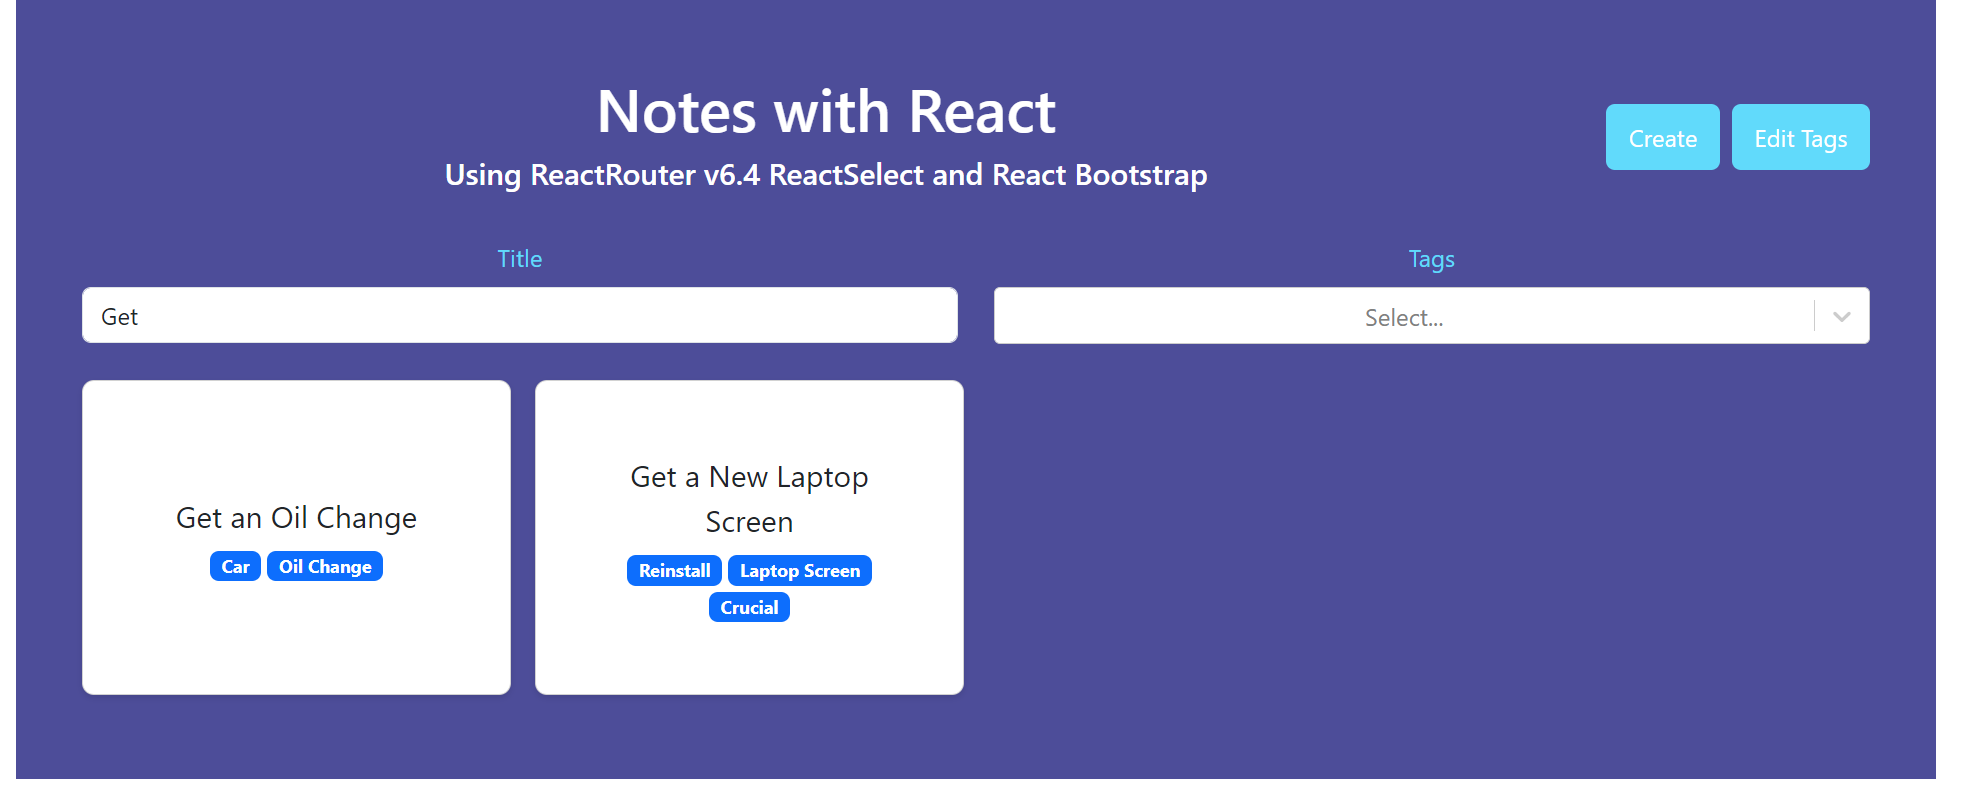 Notes with React
Using ReactRouter v6.4 ReactSelect and React Bootstrap
Create
Edit Tags
Title
Tags
Get
Select...
Get an Oil Change
Car
Oil Change
Get a New Laptop
Screen
Reinstall
Laptop Screen
Crucial